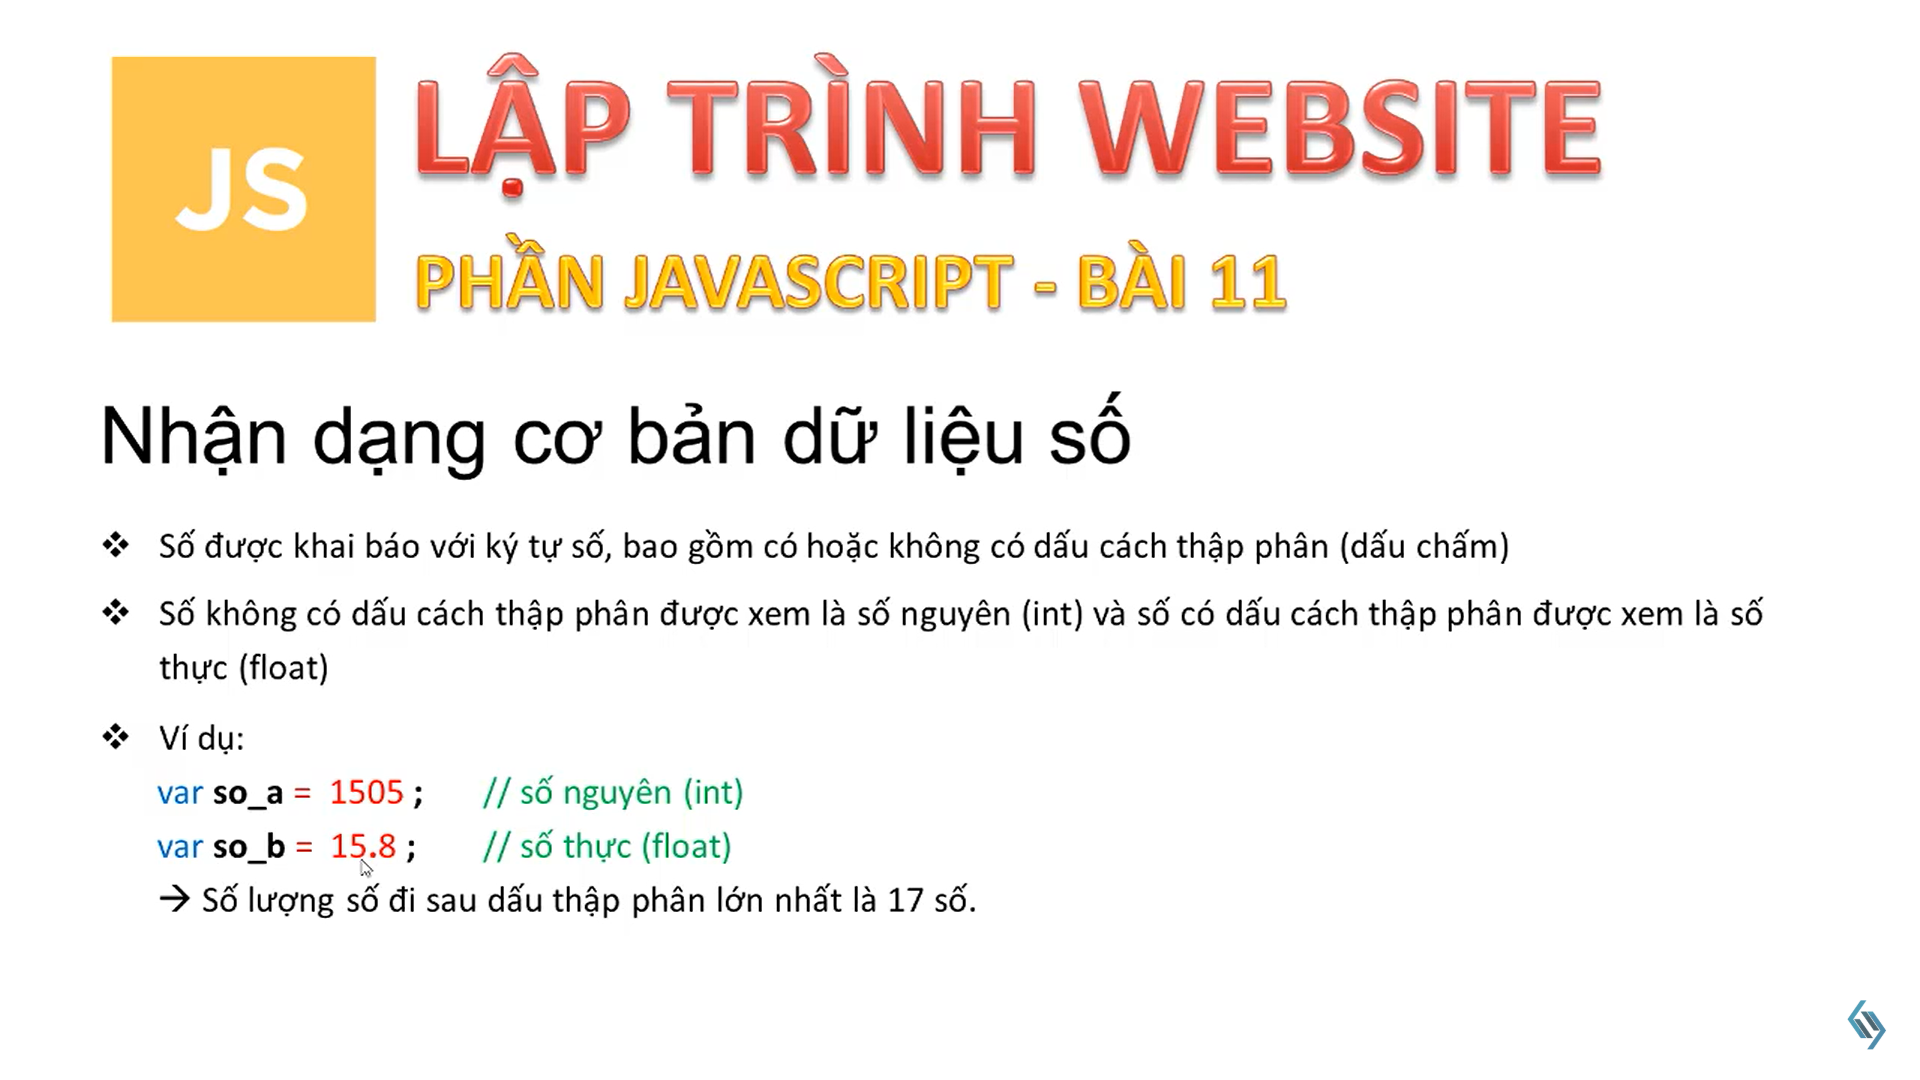 JS
LẬP TRÌNH WEBSITE
PHẦN JAVASCRIPT - BÀI 11
Nhận dạng cơ bản dữ liệu số
❖ Số được khai báo với ký tự số, bao gồm có hoặc không có dấu cách thập phân (dấu chấm)
❖ Số không có dấu cách thập phân được xem là số nguyên (int) và số có dấu cách thập phân được xem là số
thực (float)
❖ Ví dụ:
var so_a = 1505 ; // số nguyên (int)
var so_b = 15.8 ; // số thực (float)
→ Số lượng số đi sau dấu thập phân lớn nhất là 17 số.